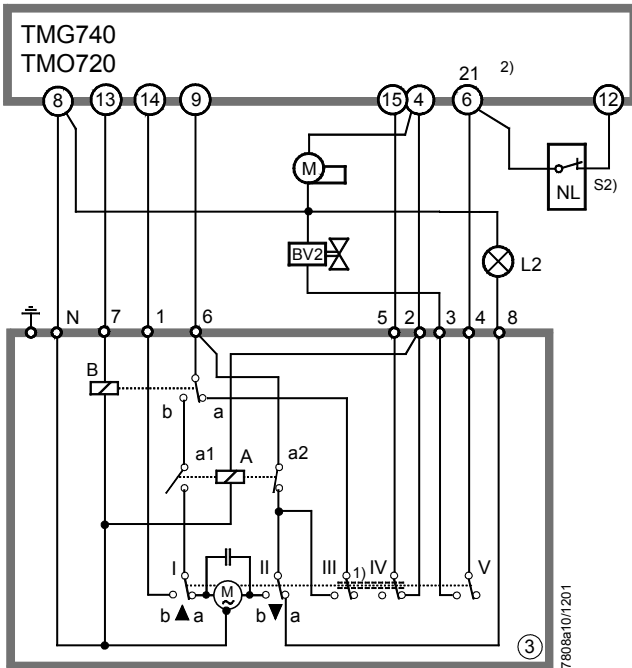 TMG740
TMO720
21 2)
8 13 14 9 15 4 6 12
M
NL S2)
BV2
L2
N 7 1 6 5 2 3 4 8
B
b a
a1 A a2
I II III 1) IV V
M
b a b a
3
7808a10/1201